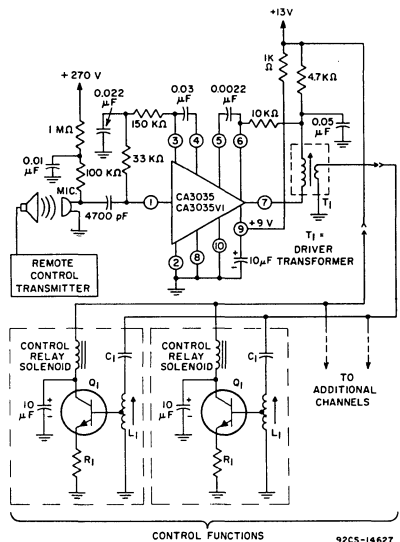 +13V
1K
Ω
4.7KΩ
+270 V
0.022
µF
0.03
µF
0.0022
µF
150 KΩ
10KΩ
0.05
µF
1 MΩ
0.01
µF
100 KΩ
33 KΩ
MIC.
4700 pF
1
2
3
4
5
6
7
8
9
10
CA3035
CA3035VI
+9 V
10µF
T1
T1 =
DRIVER
TRANSFORMER
REMOTE
CONTROL
TRANSMITTER
CONTROL
RELAY
SOLENOID
C1
Q1
10
µF
L1
R1
CONTROL
RELAY
SOLENOID
C1
Q1
10
µF
L1
R1
TO
ADDITIONAL
CHANNELS
CONTROL FUNCTIONS
92CS-14627